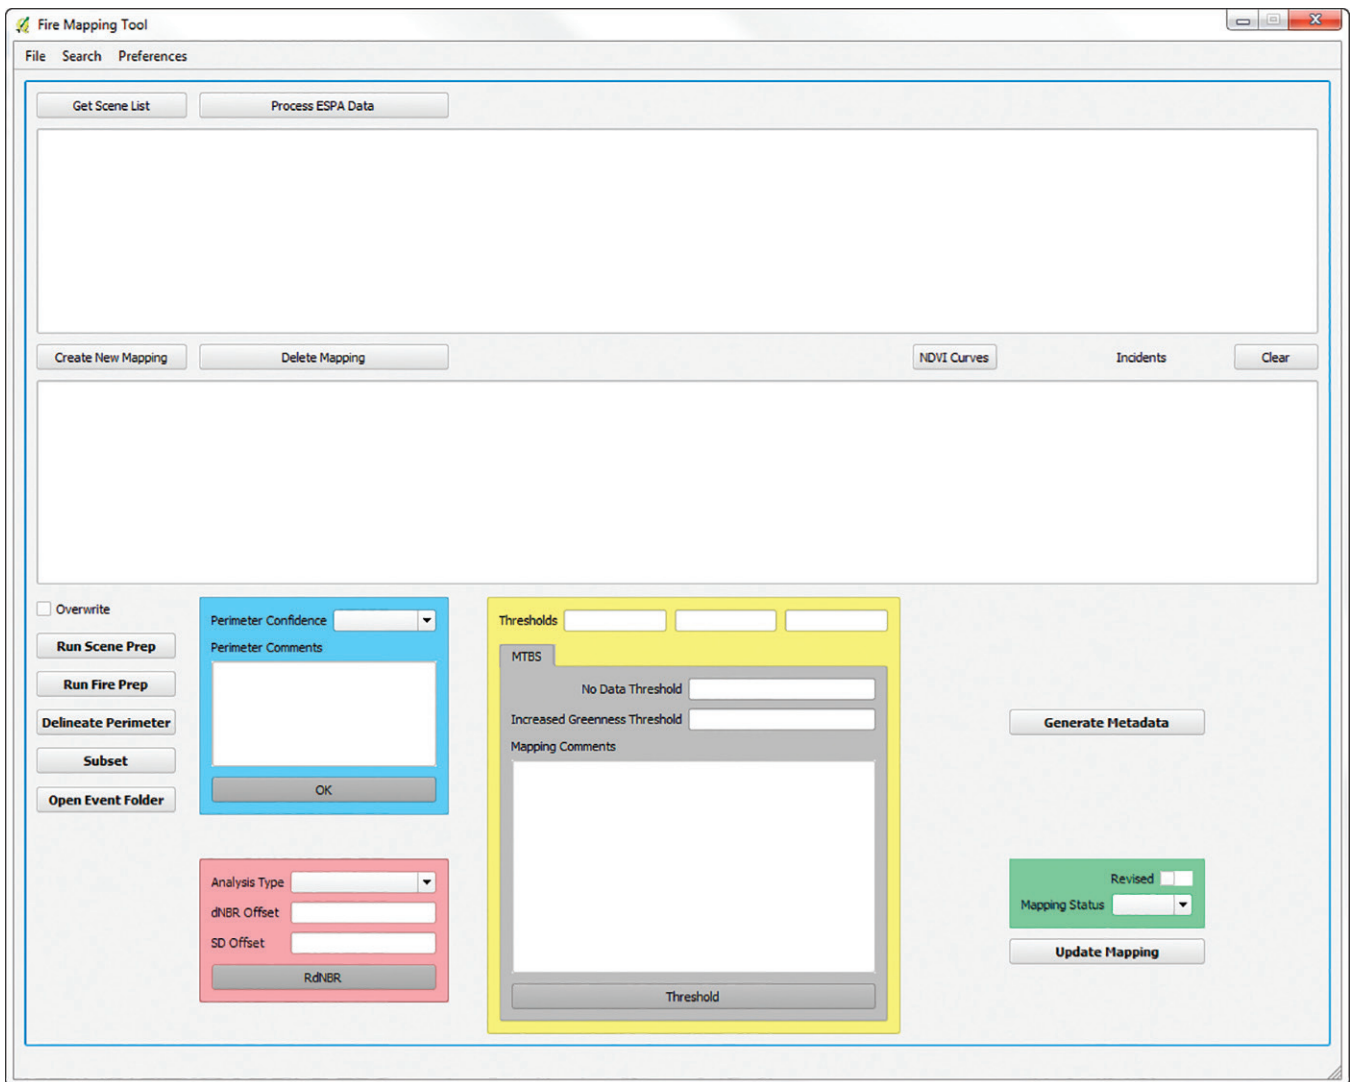 Fire Mapping Tool
File Search Preferences
Get Scene List Process ESPA Data
Create New Mapping Delete Mapping NDVI Curves Incidents Clear
Overwrite
Run Scene Prep
Run Fire Prep
Delineate Perimeter
Subset
Open Event Folder
Perimeter Confidence
Perimeter Comments
OK
Analysis Type
dNBR Offset
SD Offset
RdNBR
Thresholds
MTBS
No Data Threshold
Increased Greenness Threshold
Mapping Comments
Threshold
Generate Metadata
Revised
Mapping Status
Update Mapping